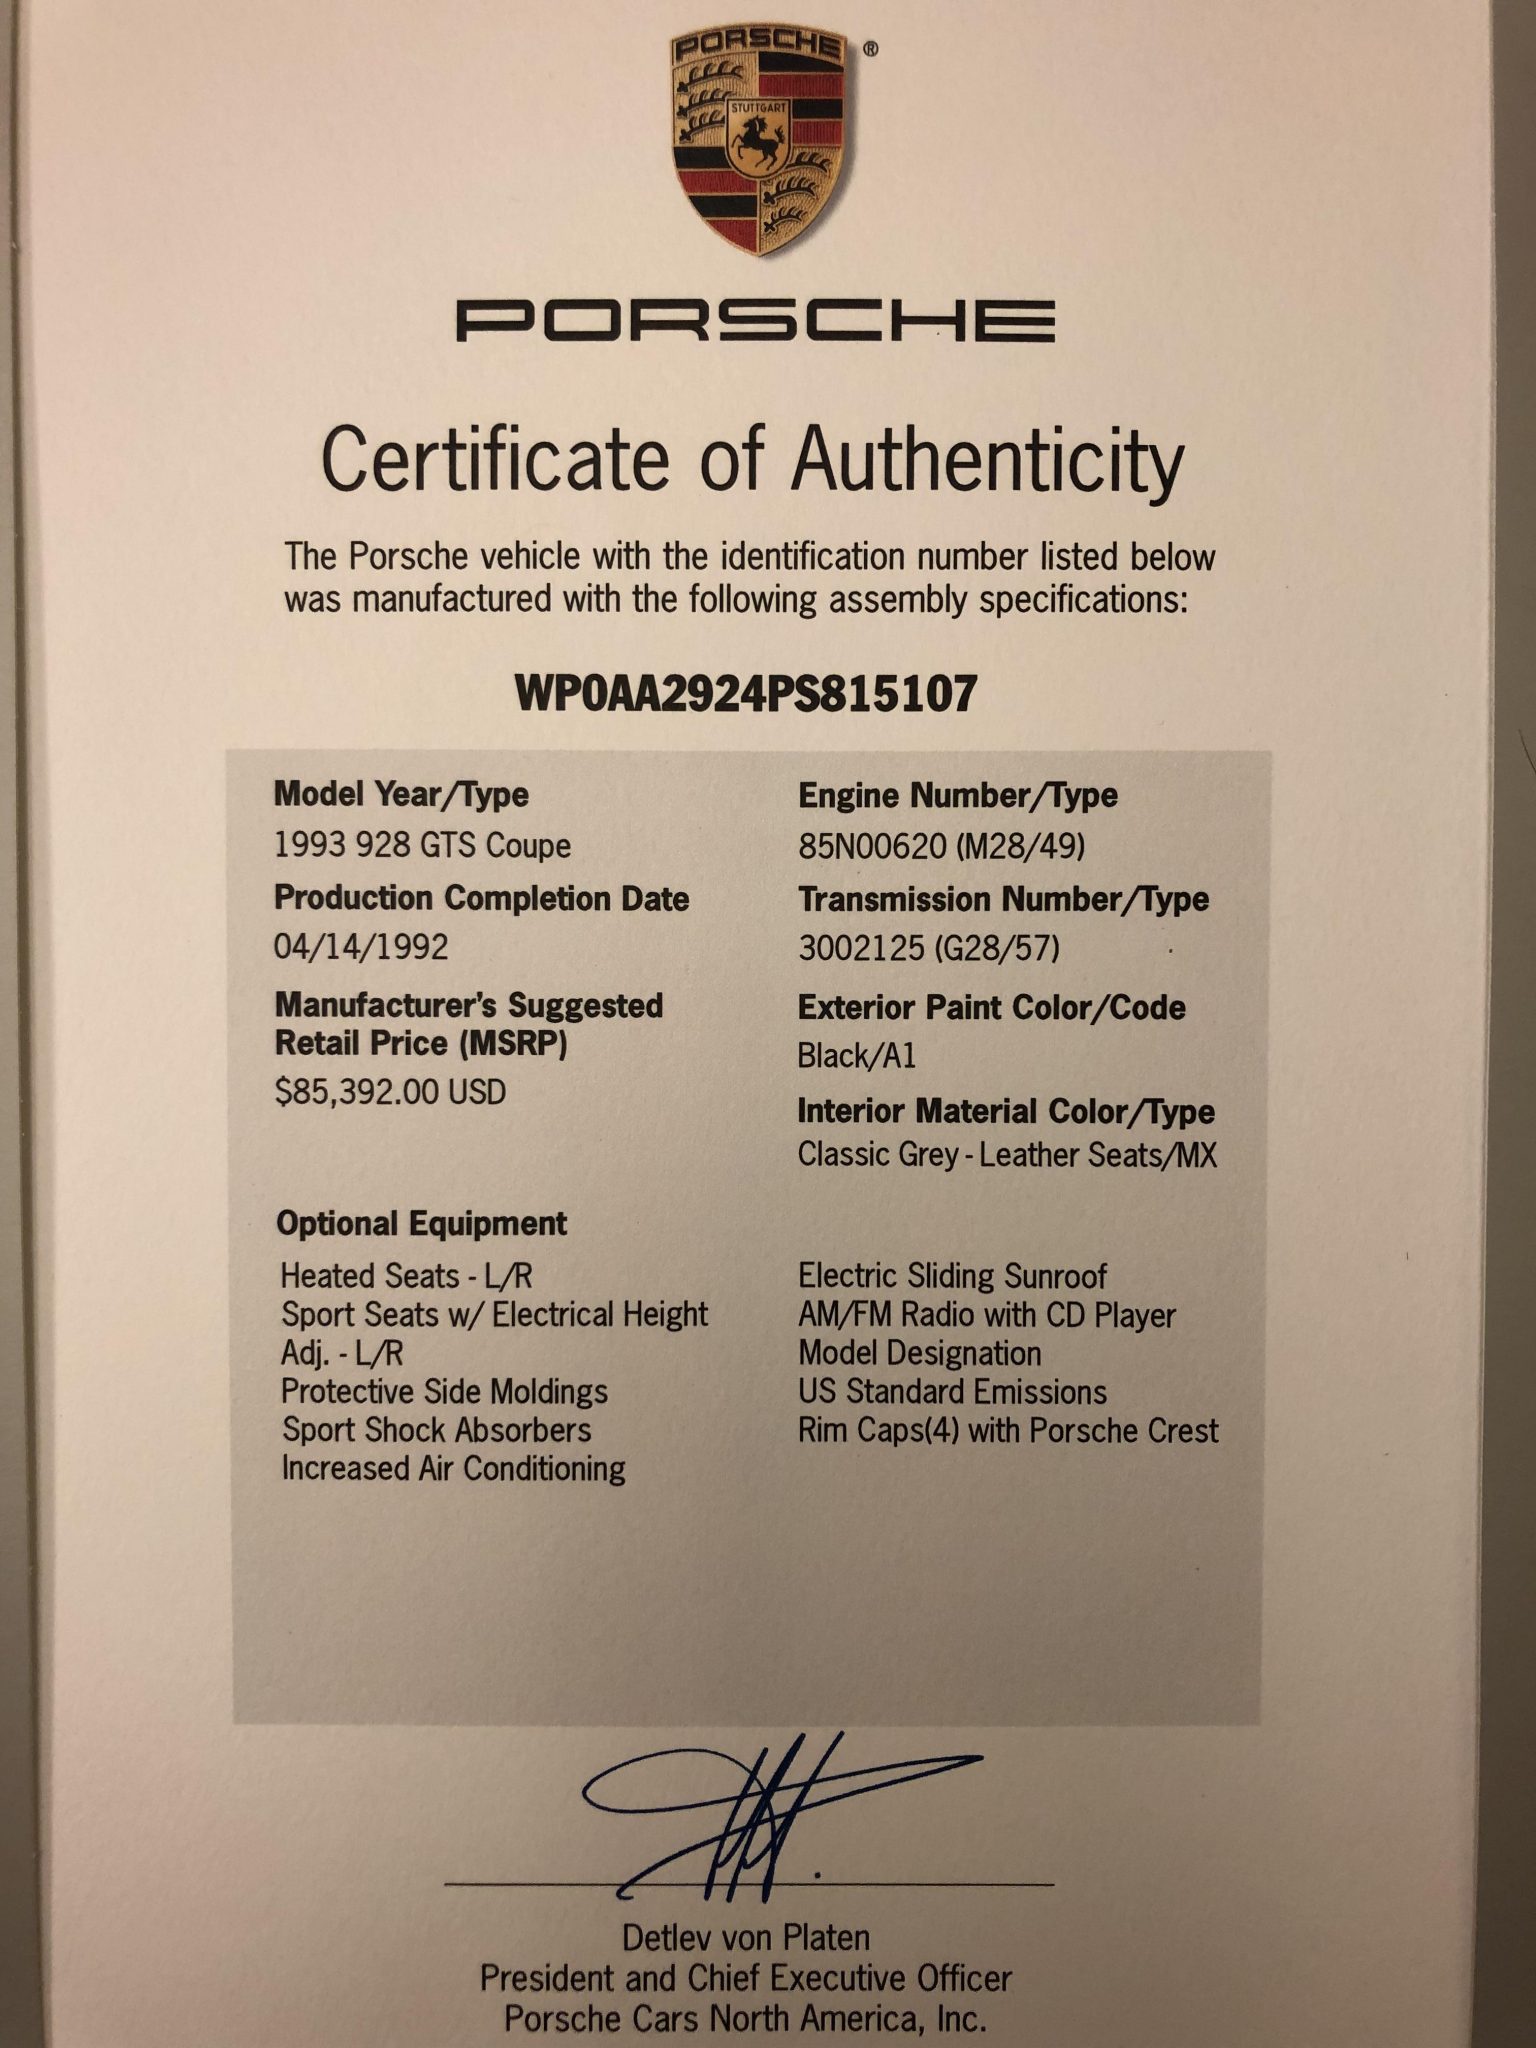 PORSCHE ®
STUTTGART
PORSCHE
Certificate of Authenticity
The Porsche vehicle with the identification number listed below
was manufactured with the following assembly specifications:
WP0AA2924PS815107
Model Year/Type
1993 928 GTS Coupe
Production Completion Date
04/14/1992
Manufacturer's Suggested
Retail Price (MSRP)
$85,392.00 USD
Engine Number/Type
85N00620 (M28/49)
Transmission Number/Type
3002125 (G28/57)
Exterior Paint Color/Code
Black/A1
Interior Material Color/Type
Classic Grey - Leather Seats/MX
Optional Equipment
Heated Seats - L/R
Sport Seats w/ Electrical Height
Adj. - L/R
Protective Side Moldings
Sport Shock Absorbers
Increased Air Conditioning
Electric Sliding Sunroof
AM/FM Radio with CD Player
Model Designation
US Standard Emissions
Rim Caps(4) with Porsche Crest
Detlev von Platen
President and Chief Executive Officer
Porsche Cars North America, Inc.